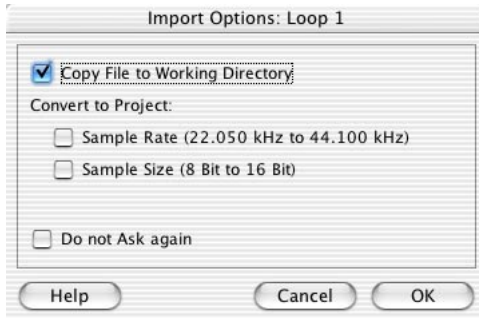 Import Options: Loop 1
Copy File to Working Directory
Convert to Project:
Sample Rate (22.050 kHz to 44.100 kHz)
Sample Size (8 Bit to 16 Bit)
Do not Ask again
Help Cancel OK